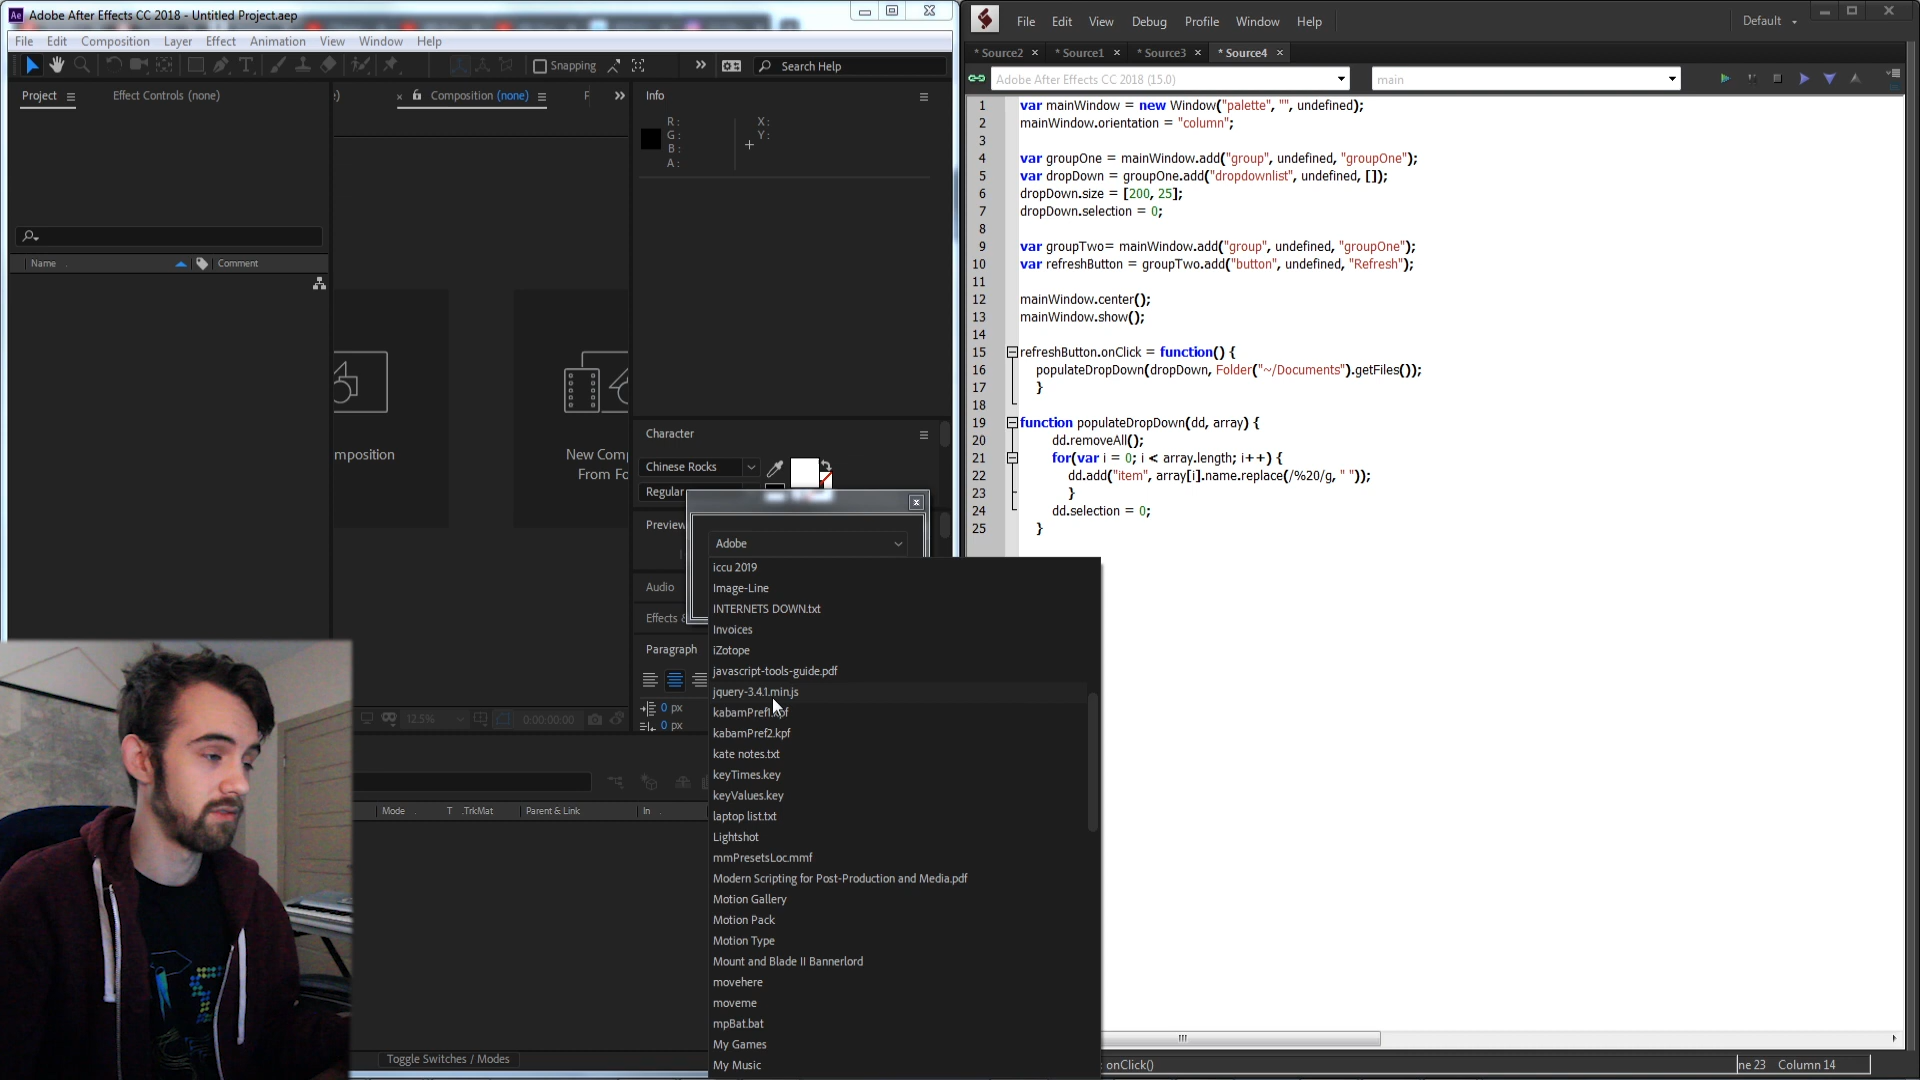 Ae Adobe After Effects CC 2018 - Untitled Project.aep
File Edit Composition Layer Effect Animation View Window Help
Snapping
Search Help
Project
Effect Controls (none)
Composition (none)
F
Info
R :
G :
B :
A :
X :
Y :
Name
Comment
mposition
New Comp
From Fo
Character
Chinese Rocks
Regular
Preview
Audio
Effects &
Paragraph
0 px
0 px
12.5%
0:00:00:00
Mode
T .TrkMat
Parent & Link
In
Toggle Switches / Modes
Adobe
iccu 2019
Image-Line
INTERNETS DOWN.txt
Invoices
iZotope
javascript-tools-guide.pdf
jquery-3.4.1.min.js
kabamPref1.kpf
kabamPref2.kpf
kate notes.txt
keyTimes.key
keyValues.key
laptop list.txt
Lightshot
mmPresetsLoc.mmf
Modern Scripting for Post-Production and Media.pdf
Motion Gallery
Motion Pack
Motion Type
Mount and Blade II Bannerlord
movehere
moveme
mpBat.bat
My Games
My Music
File Edit View Debug Profile Window Help
Default
* Source2 × * Source1 × * Source3 × * Source4 ×
Adobe After Effects CC 2018 (15.0)
main
1 var mainWindow = new Window("palette", "", undefined);
2 mainWindow.orientation = "column";
3
4 var groupOne = mainWindow.add("group", undefined, "groupOne");
5 var dropDown = groupOne.add("dropdownlist", undefined, []);
6 dropDown.size = [200, 25];
7 dropDown.selection = 0;
8
9 var groupTwo= mainWindow.add("group", undefined, "groupOne");
10 var refreshButton = groupTwo.add("button", undefined, "Refresh");
11
12 mainWindow.center();
13 mainWindow.show();
14
15 refreshButton.onClick = function() {
16 populateDropDown(dropDown, Folder("~/Documents").getFiles());
17 }
18
19 function populateDropDown(dd, array) {
20 dd.removeAll();
21 for(var i = 0; i < array.length; i++) {
22 dd.add("item", array[i].name.replace(/%20/g, " "));
23 }
24 dd.selection = 0;
25 }
onClick()
ne 23 Column 14